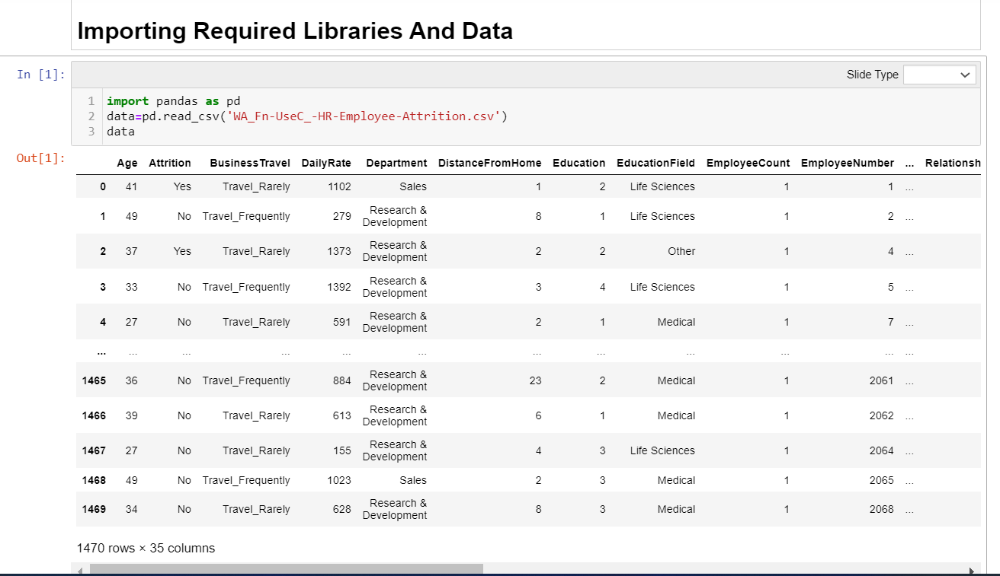 Importing Required Libraries And Data
In [1]:
Slide Type
1 import pandas as pd
2 data=pd.read_csv('WA_Fn-UseC_-HR-Employee-Attrition.csv')
3 data
Out[1]:
Age Attrition BusinessTravel DailyRate Department DistanceFromHome Education EducationField EmployeeCount EmployeeNumber ... Relationsh
0 41 Yes Travel_Rarely 1102 Sales 1 2 Life Sciences 1 1 ...
1 49 No Travel_Frequently 279 Research & Development 8 1 Life Sciences 1 2 ...
2 37 Yes Travel_Rarely 1373 Research & Development 2 2 Other 1 4 ...
3 33 No Travel_Frequently 1392 Research & Development 3 4 Life Sciences 1 5 ...
4 27 No Travel_Rarely 591 Research & Development 2 1 Medical 1 7 ...
... ... ... ... ... ... ... ... ... ... ... ...
1465 36 No Travel_Frequently 884 Research & Development 23 2 Medical 1 2061 ...
1466 39 No Travel_Rarely 613 Research & Development 6 1 Medical 1 2062 ...
1467 27 No Travel_Rarely 155 Research & Development 4 3 Life Sciences 1 2064 ...
1468 49 No Travel_Frequently 1023 Sales 2 3 Medical 1 2065 ...
1469 34 No Travel_Rarely 628 Research & Development 8 3 Medical 1 2068 ...
1470 rows × 35 columns